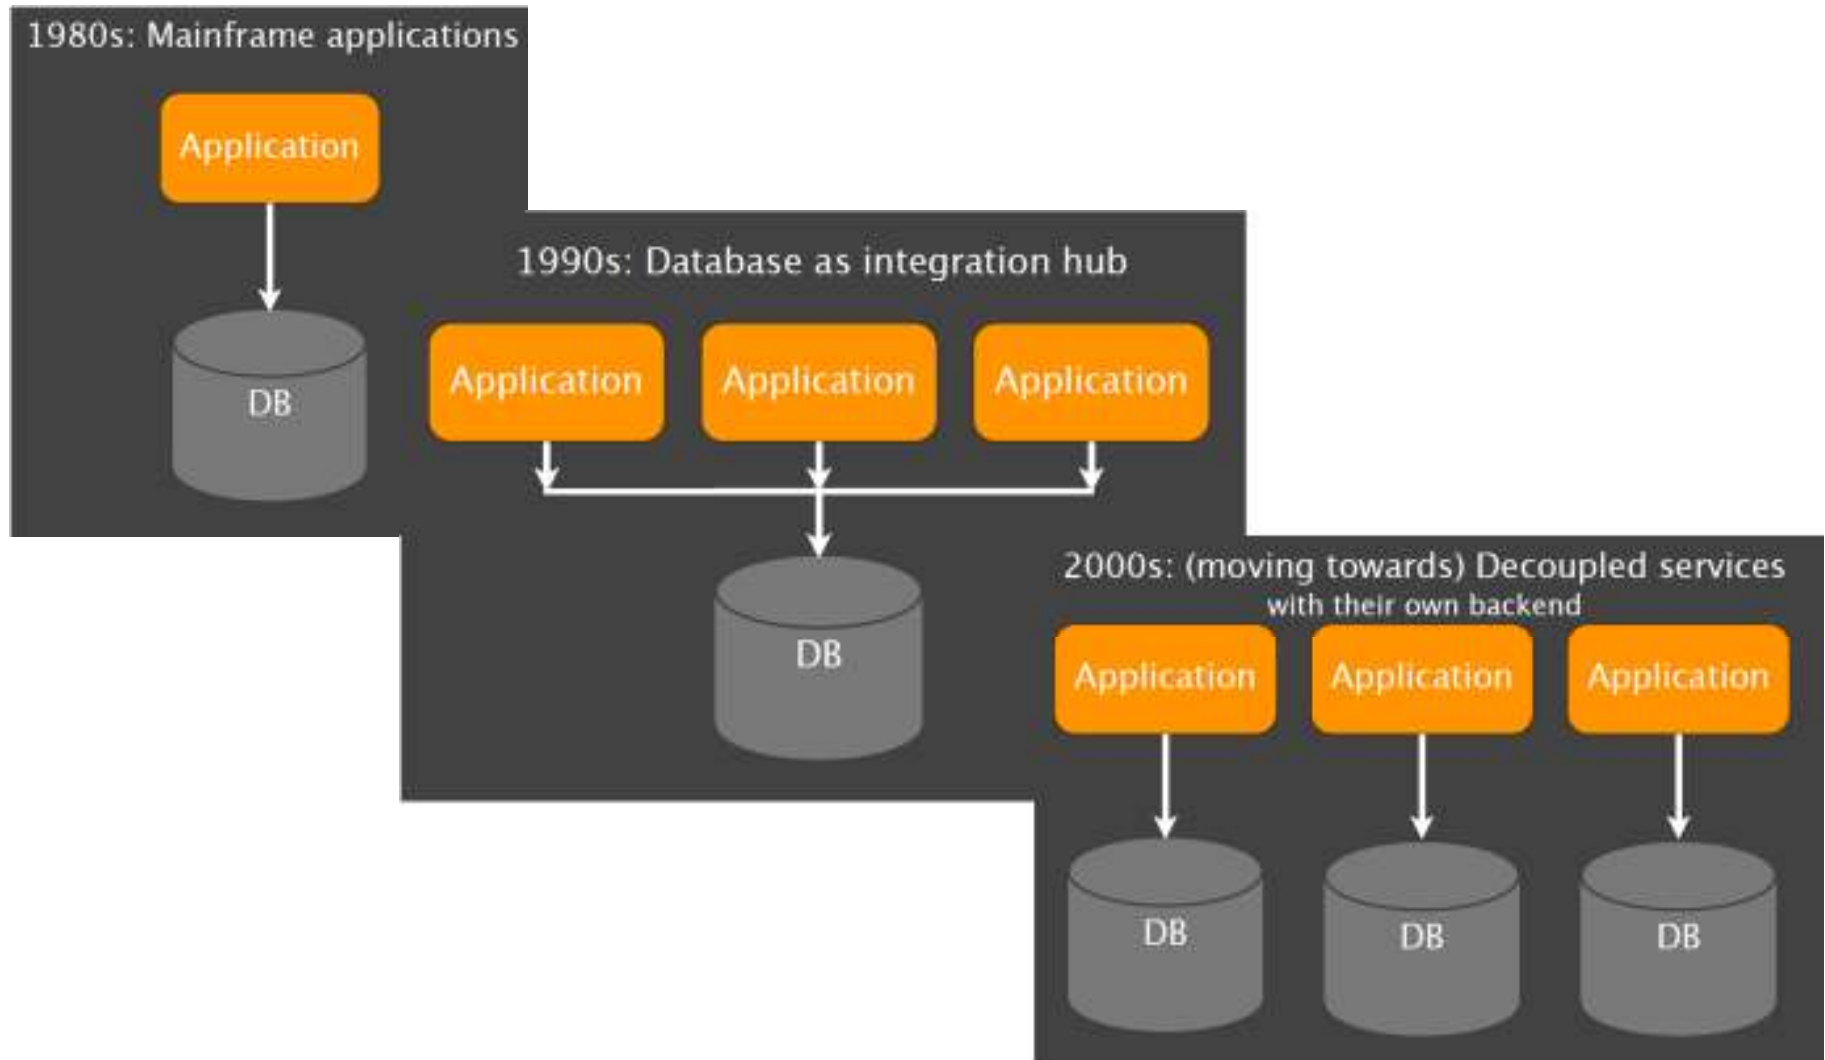 1980s: Mainframe applications
Application
DB
1990s: Database as integration hub
Application Application Application
DB
2000s: (moving towards) Decoupled services
with their own backend
Application Application Application
DB DB DB